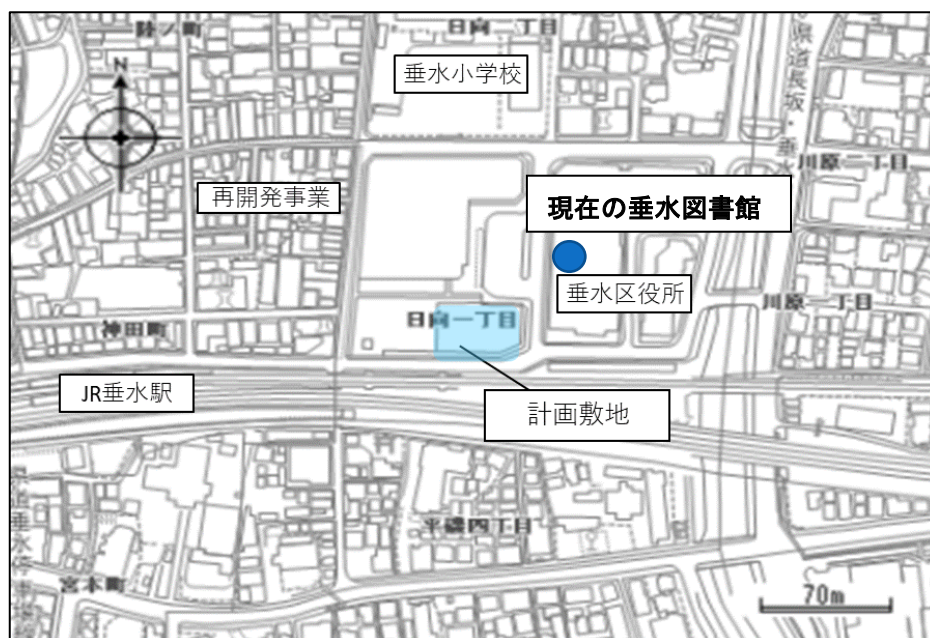 陸ノ町
日向二丁目
垂水小学校
県道長坂・垂水
N
川原二丁目
再開発事業
現在の垂水図書館
垂水区役所
川原一丁目
日向一丁目
神田町
JR垂水駅
計画敷地
平磯四丁目
宮本町
70m